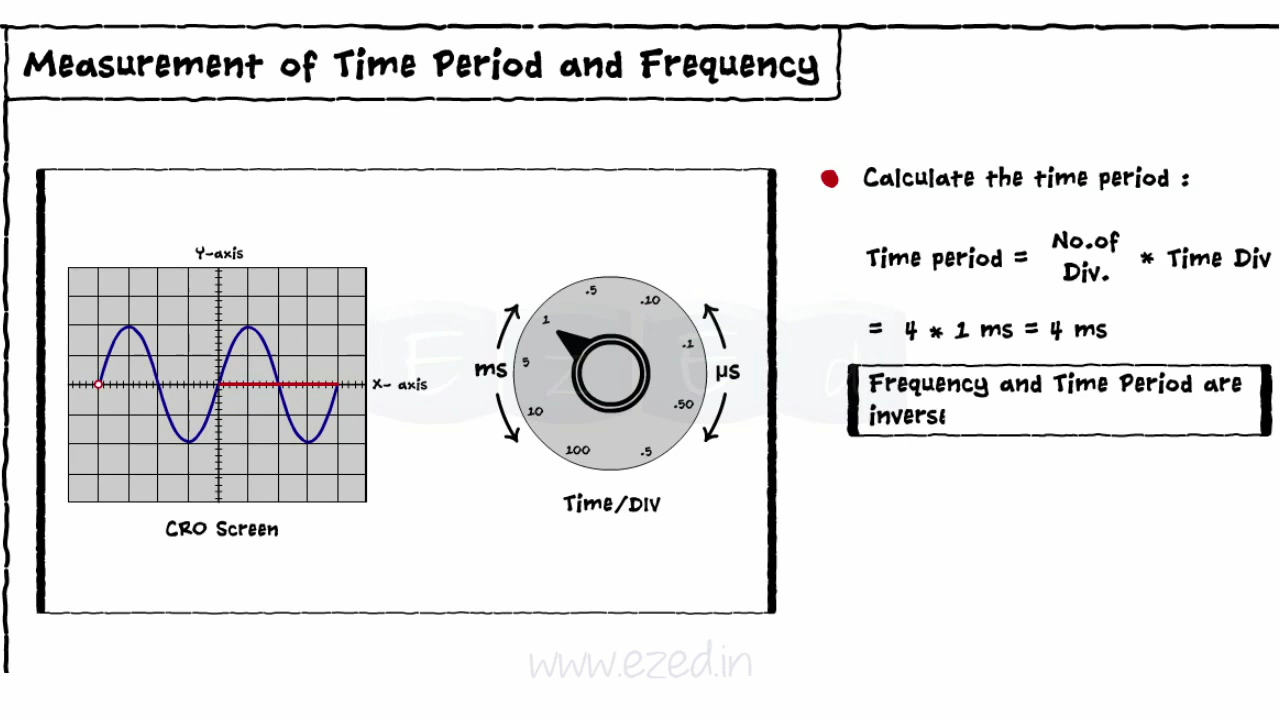 Measurement of Time Period and Frequency
Calculate the time period :
Time period = No.of Div. * Time Div
= 4 * 1 ms = 4 ms
Frequency and Time Period are
inverse
Y-axis
X- axis
CRO Screen
.5
.10
1
.1
5
ms
μs
10
.50
100
.5
Time/DIV
EzEd
www.ezed.in